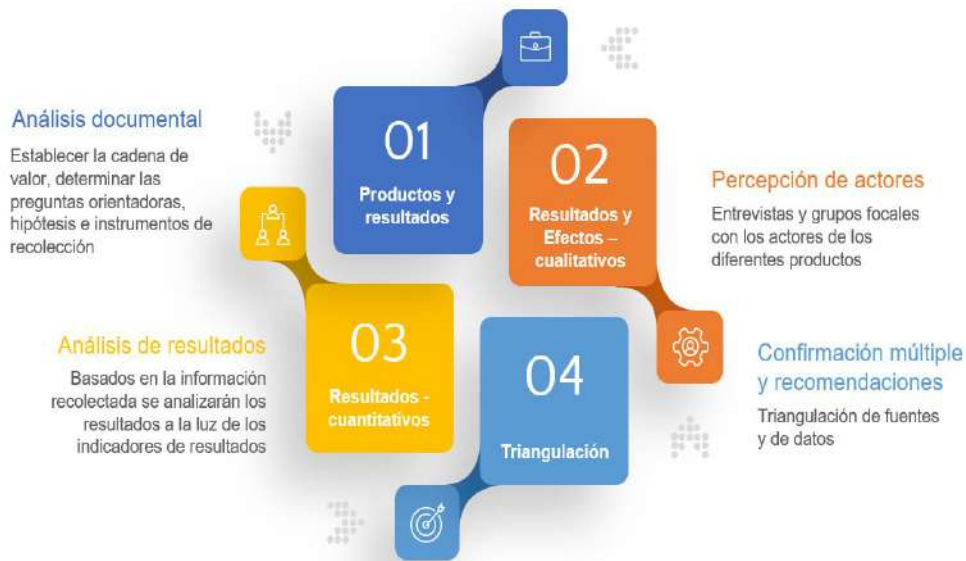 Análisis documental
Establecer la cadena de
valor, determinar las
preguntas orientadoras,
hipótesis e instrumentos de
recolección
01
Productos y
resultados
02
Resultados y
Efectos –
cualitativos
Percepción de actores
Entrevistas y grupos focales
con los actores de los
diferentes productos
Análisis de resultados
Basados en la información
recolectada se analizarán los
resultados a la luz de los
indicadores de resultados
03
Resultados -
cuantitativos
04
Triangulación
Confirmación múltiple
y recomendaciones
Triangulación de fuentes
y de datos